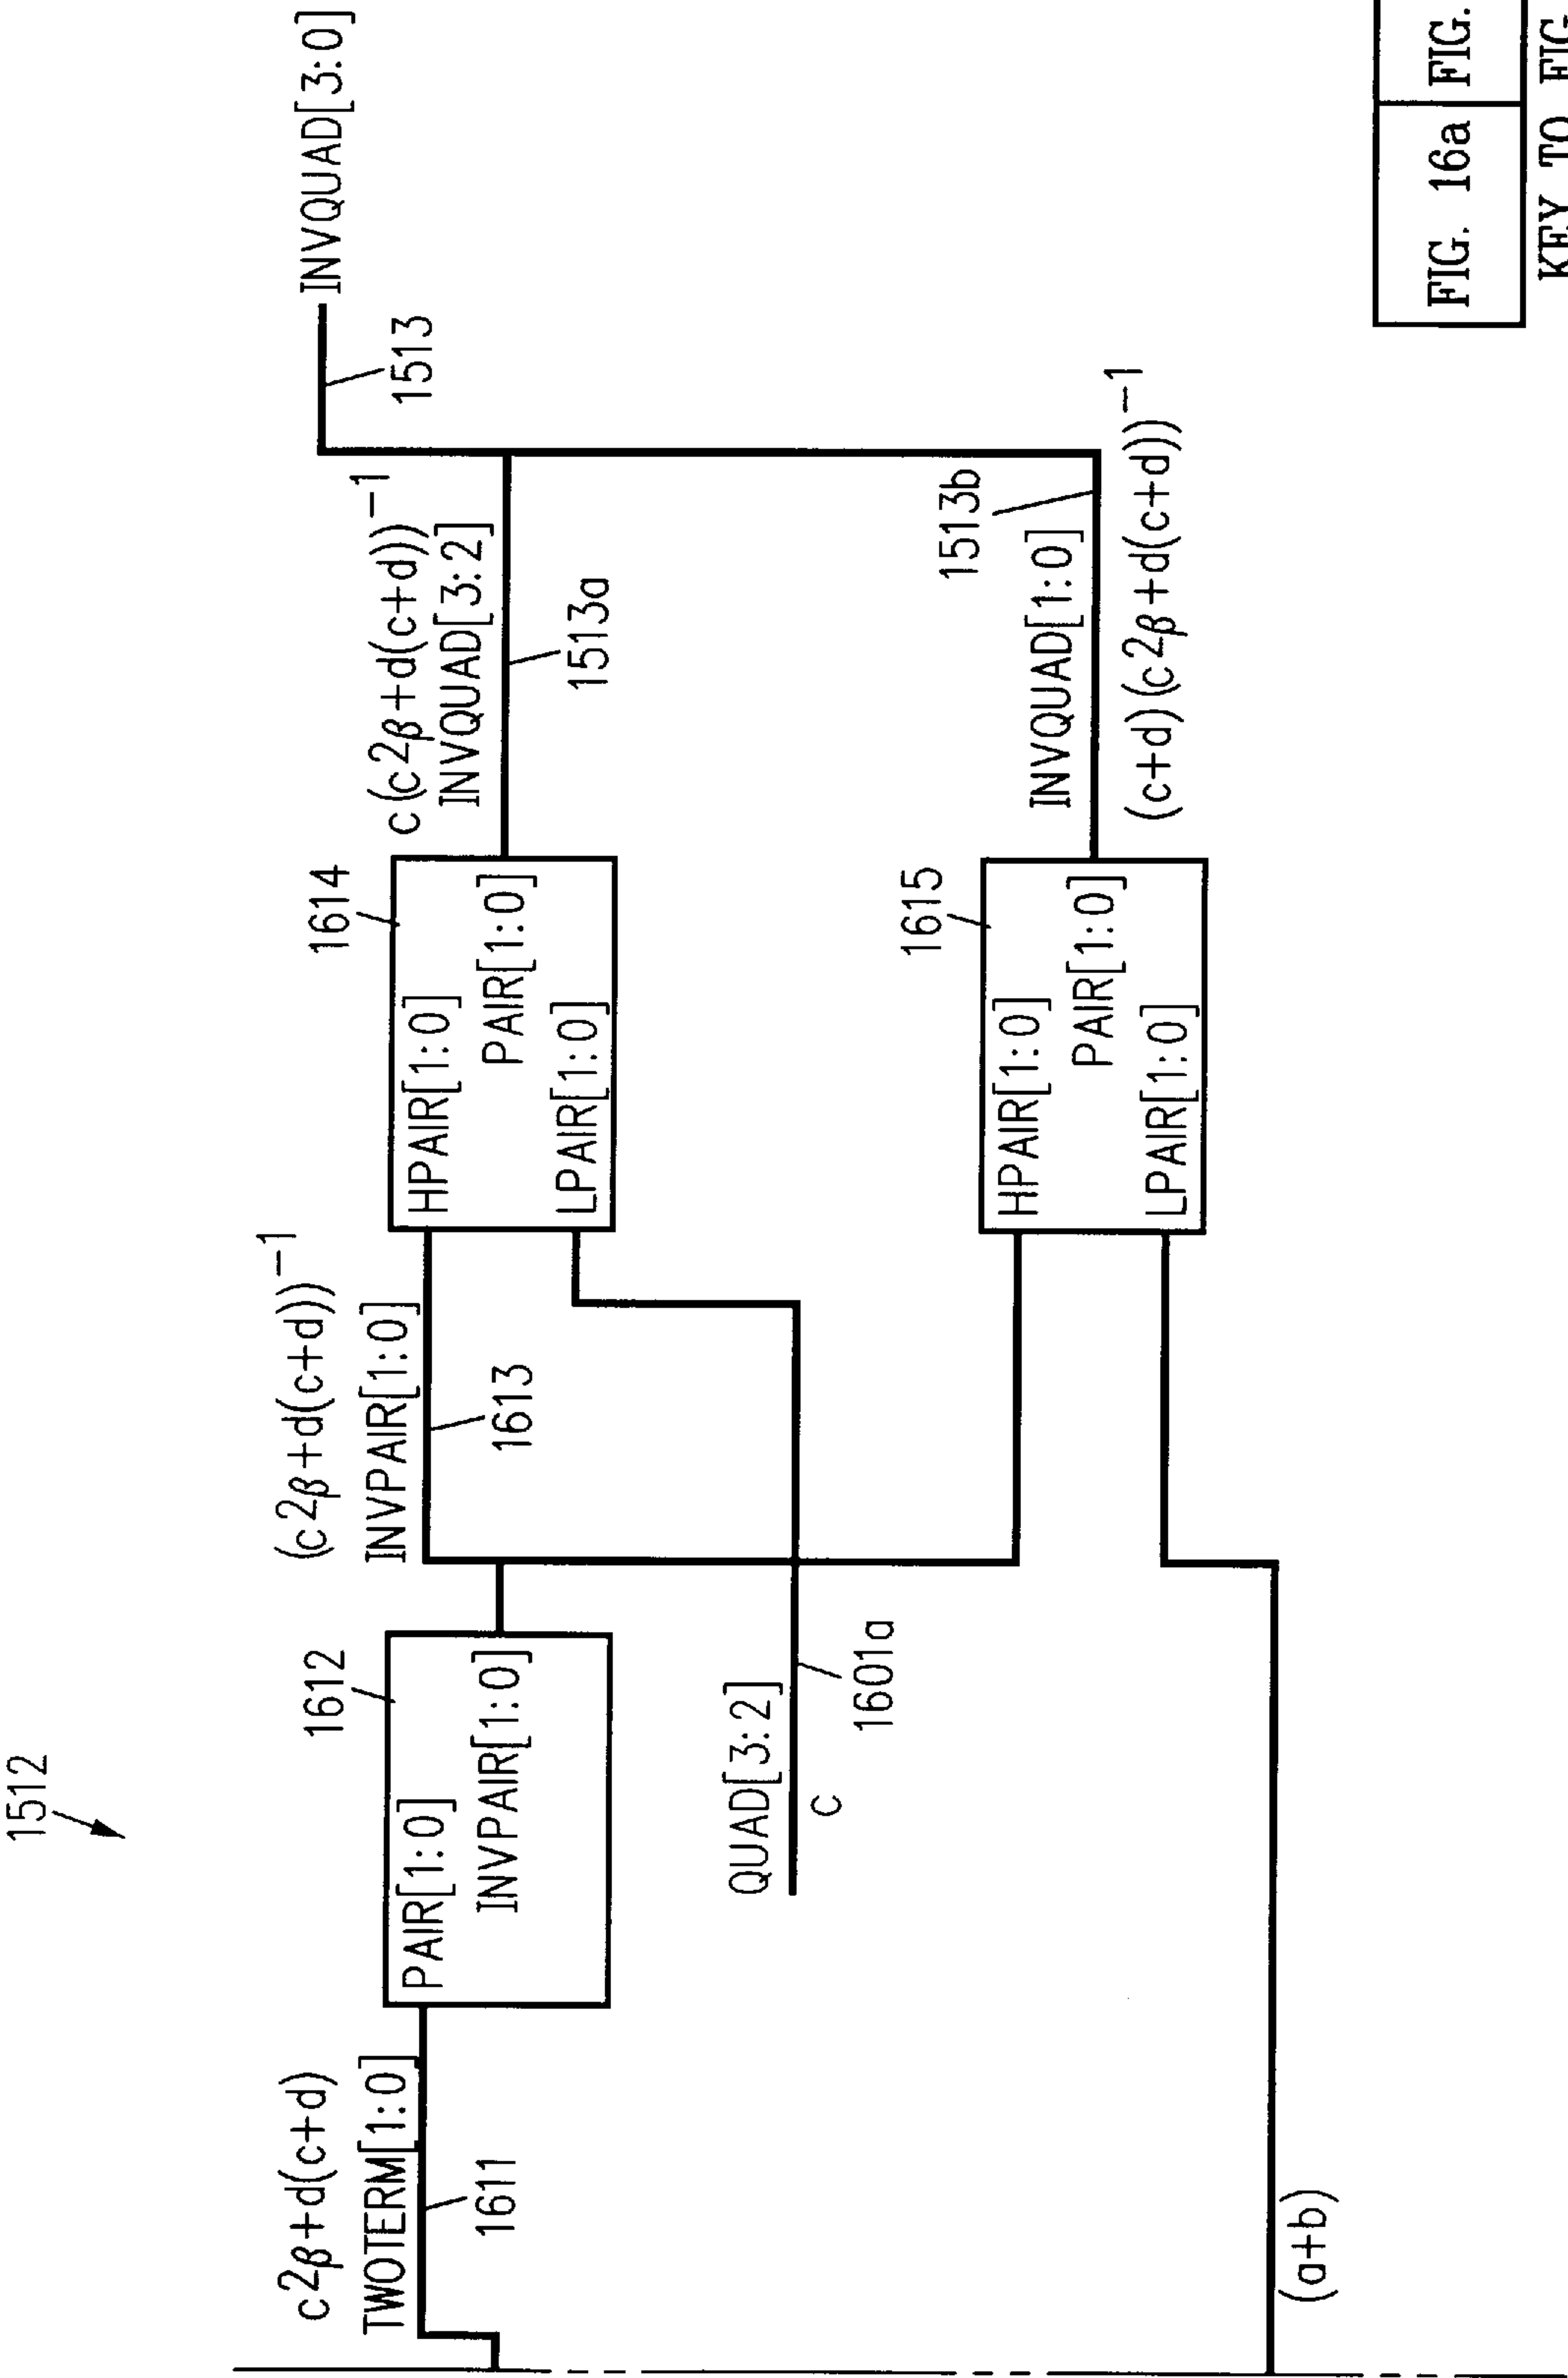 1512
c²β+d(c+d)
TWOTERM[1:0]
1611
1612
PAIR[1:0]
INVPAIR[1:0]
(c²β+d(c+d))⁻¹
INVPAIR[1:0]
1613
QUAD[3:2]
c
1601a
1614
HPAIR[1:0]
PAIR[1:0]
LPAIR[1:0]
c(c²β+d(c+d))⁻¹
INVQUAD[3:2]
1513a
1513
INVQUAD[3:0]
1615
HPAIR[1:0]
PAIR[1:0]
LPAIR[1:0]
1513b
INVQUAD[1:0]
(c+d)(c²β+d(c+d))⁻¹
(a+b)
FIG. 16a FIG.
KEY TO FIG.